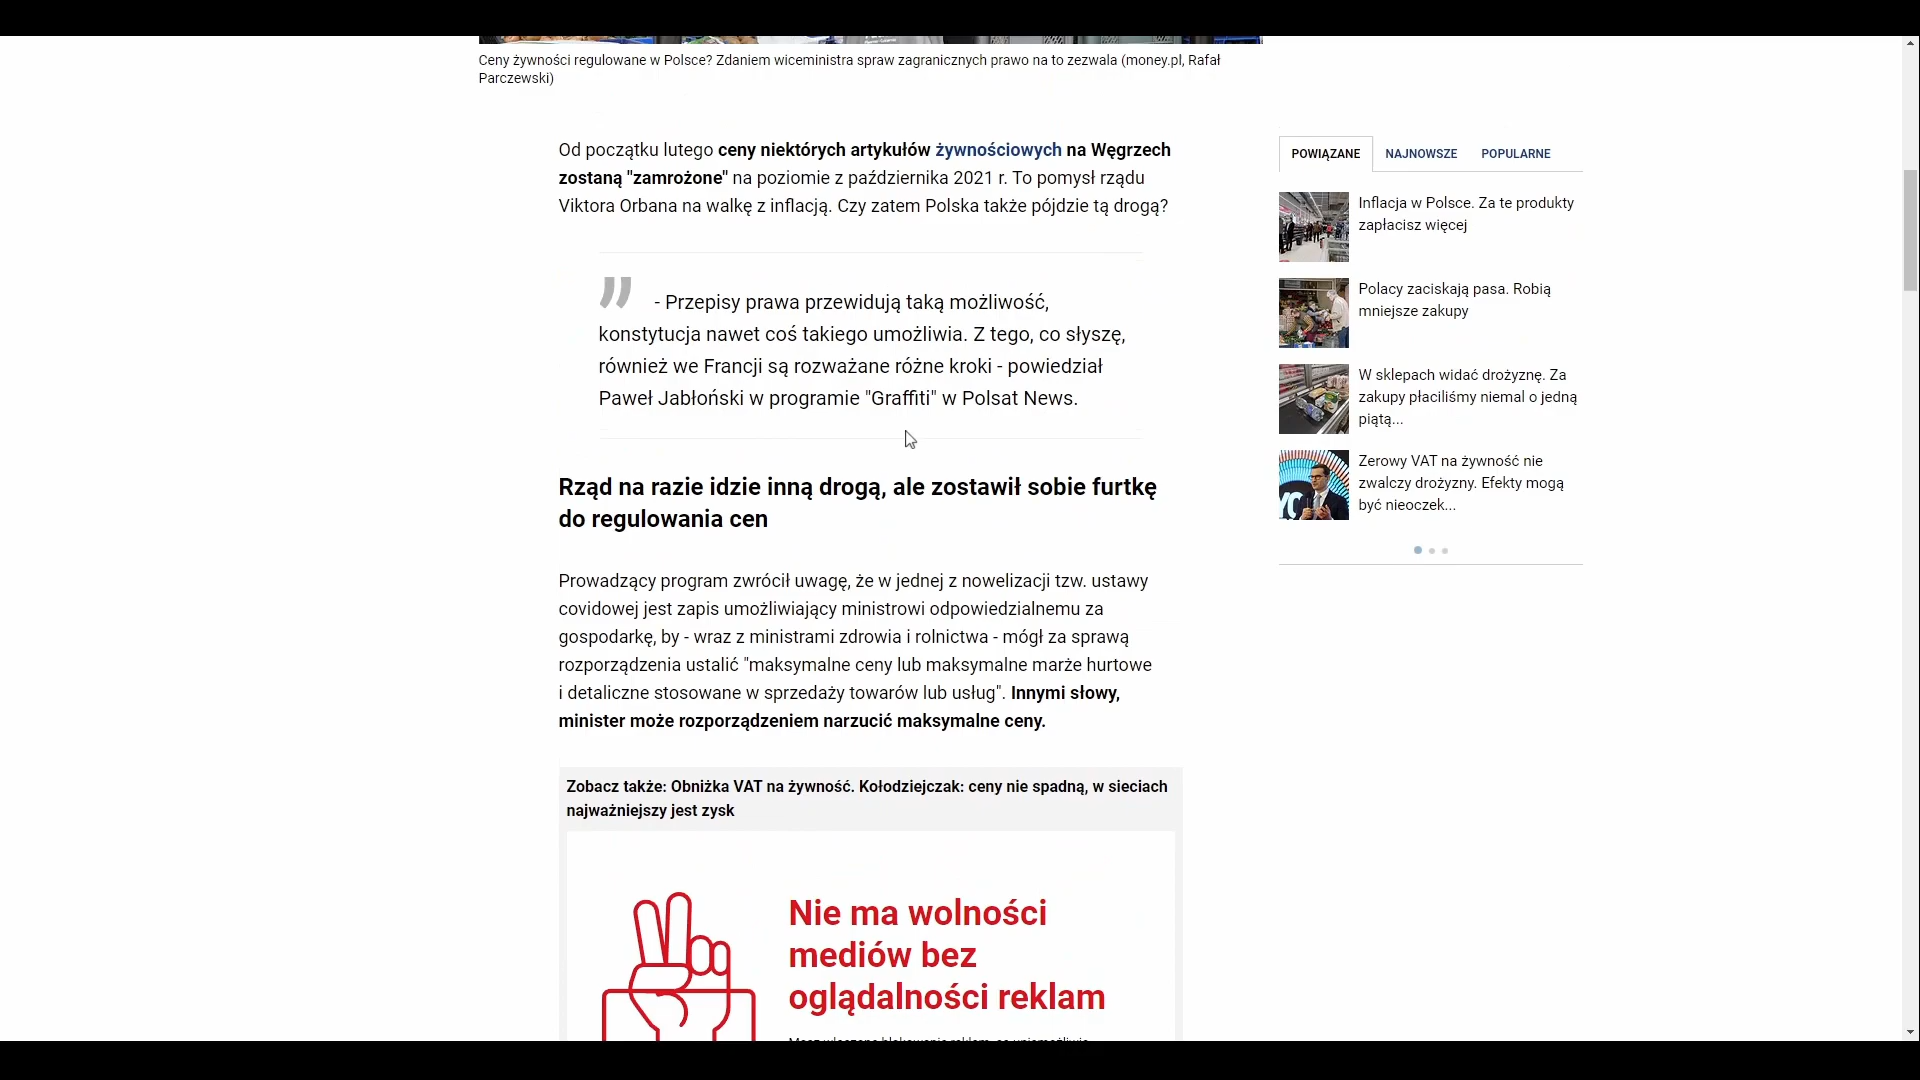 Ceny żywności regulowane w Polsce? Zdaniem wiceministra spraw zagranicznych prawo na to zezwala (money.pl, Rafał
Parczewski)
Od początku lutego ceny niektórych artykułów żywnościowych na Węgrzech
zostaną "zamrożone" na poziomie z października 2021 r. To pomysł rządu
Viktora Orbana na walkę z inflacją. Czy zatem Polska także pójdzie tą drogą?
- Przepisy prawa przewidują taką możliwość,
konstytucja nawet coś takiego umożliwia. Z tego, co słyszę,
również we Francji są rozważane różne kroki - powiedział
Paweł Jabłoński w programie "Graffiti" w Polsat News.
Rząd na razie idzie inną drogą, ale zostawił sobie furtkę
do regulowania cen
Prowadzący program zwrócił uwagę, że w jednej z nowelizacji tzw. ustawy
covidowej jest zapis umożliwiający ministrowi odpowiedzialnemu za
gospodarkę, by - wraz z ministrami zdrowia i rolnictwa - mógł za sprawą
rozporządzenia ustalić "maksymalne ceny lub maksymalne marże hurtowe
i detaliczne stosowane w sprzedaży towarów lub usług". Innymi słowy,
minister może rozporządzeniem narzucić maksymalne ceny.
Zobacz także: Obniżka VAT na żywność. Kołodziejczak: ceny nie spadną, w sieciach
najważniejszy jest zysk
Nie ma wolności
mediów bez
oglądalności reklam
POWIĄZANE NAJNOWSZE POPULARNE
Inflacja w Polsce. Za te produkty
zapłacisz więcej
Polacy zaciskają pasa. Robią
mniejsze zakupy
W sklepach widać drożyznę. Za
zakupy płaciliśmy niemal o jedną
piątą...
Zerowy VAT na żywność nie
zwalczy drożyzny. Efekty mogą
być nieoczek...